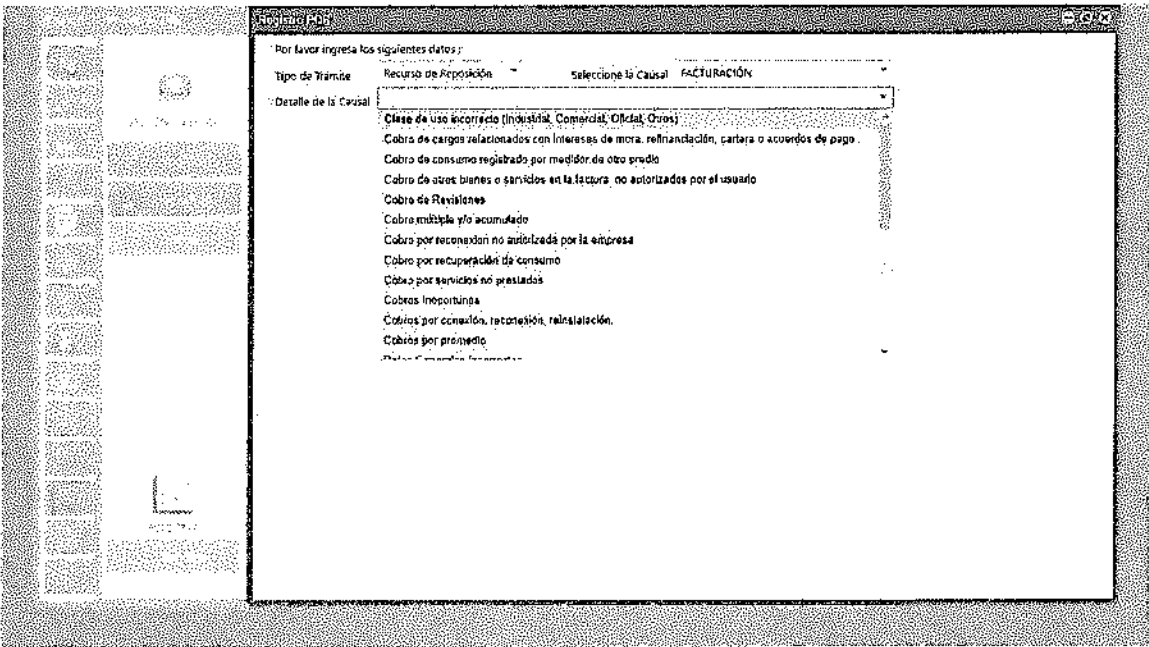 Registro PQR
Por favor ingresa los siguientes datos :
Tipo de Trámite Recurso de Reposición Seleccione la Causal FACTURACIÓN
Detalle de la Causal
Clase de uso incorrecto (Industrial, Comercial, Oficial, Otros)
Cobro de cargos relacionados con intereses de mora, refinanciación, cartera o acuerdos de pago
Cobro de consumo registrado por medidor de otro predio
Cobro de otros bienes o servicios en la factura no autorizados por el usuario
Cobro de Revisiones
Cobro múltiple y/o acumulado
Cobro por reconexión no autorizada por la empresa
Cobro por recuperación de consumo
Cobro por servicios no prestados
Cobros Inoportunos
Cobros por conexión, reconexión, reinstalación.
Cobros por promedio
Datos Generales Incorrectos